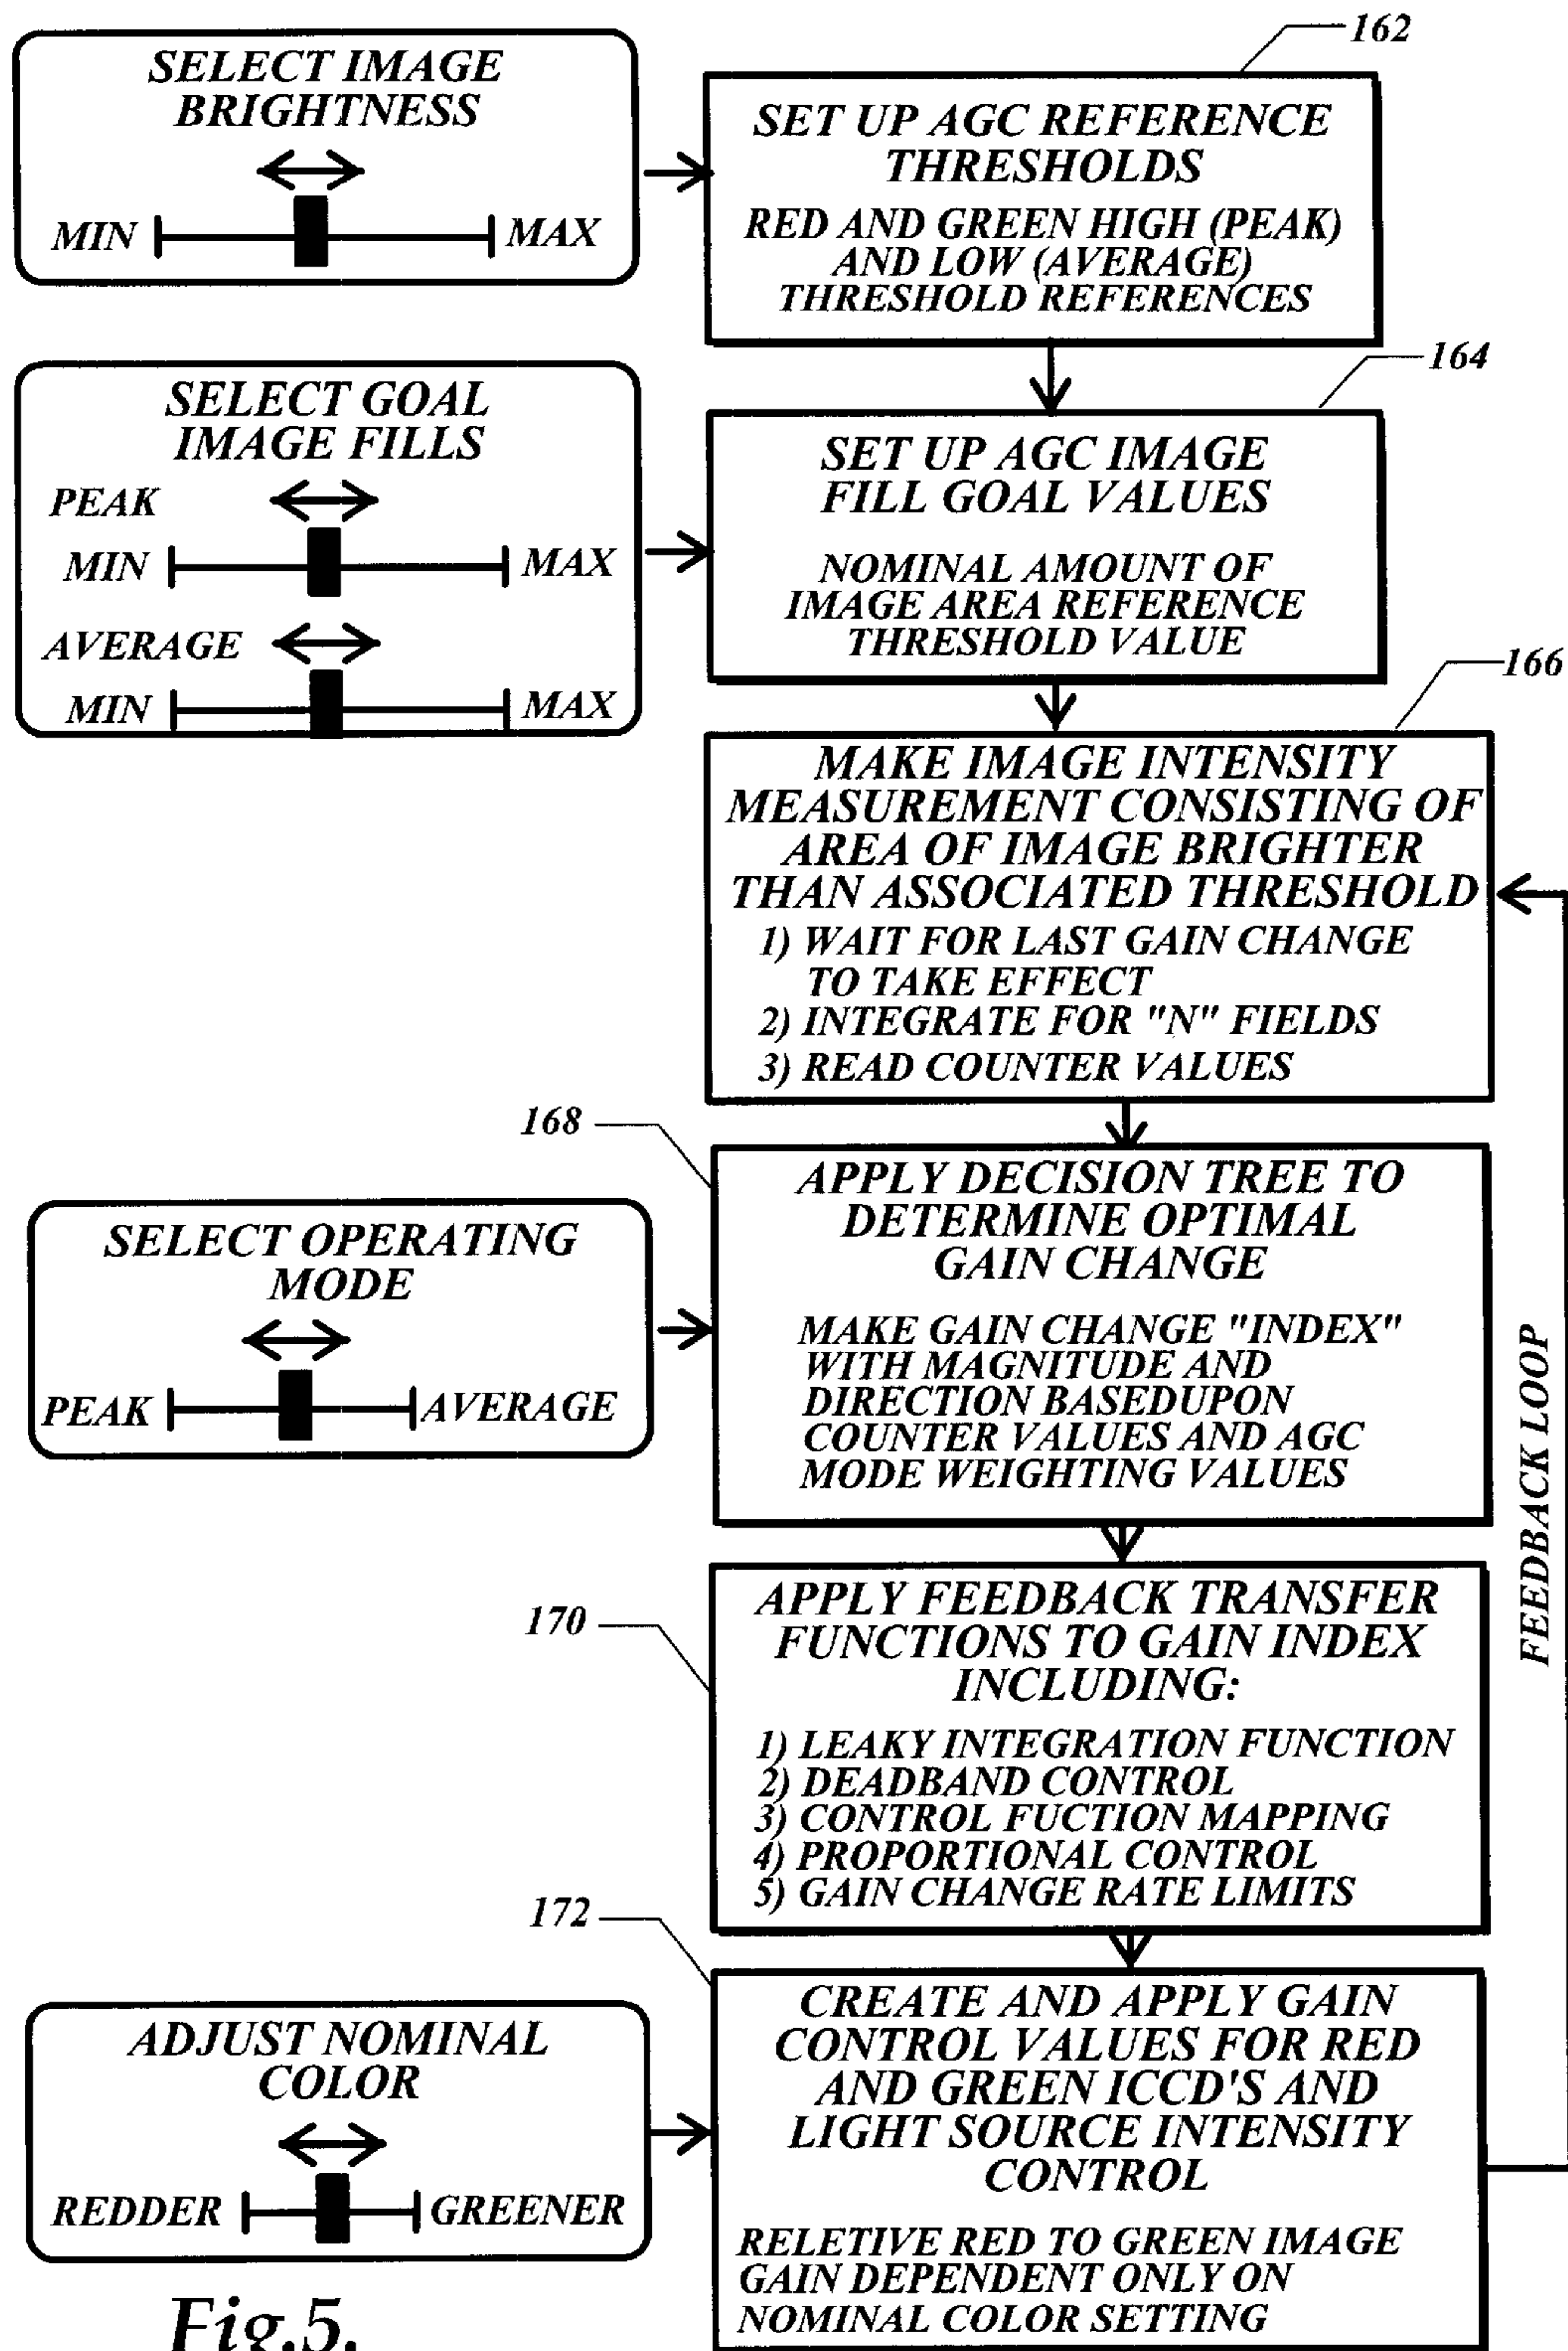 162
SELECT IMAGE
BRIGHTNESS
MIN
MAX
SET UP AGC REFERENCE
THRESHOLDS
RED AND GREEN HIGH (PEAK)
AND LOW (AVERAGE)
THRESHOLD REFERENCES
164
SELECT GOAL
IMAGE FILLS
PEAK
MIN
MAX
AVERAGE
MIN
MAX
SET UP AGC IMAGE
FILL GOAL VALUES
NOMINAL AMOUNT OF
IMAGE AREA REFERENCE
THRESHOLD VALUE
166
MAKE IMAGE INTENSITY
MEASUREMENT CONSISTING OF
AREA OF IMAGE BRIGHTER
THAN ASSOCIATED THRESHOLD
1) WAIT FOR LAST GAIN CHANGE
TO TAKE EFFECT
2) INTEGRATE FOR "N" FIELDS
3) READ COUNTER VALUES
168
SELECT OPERATING
MODE
PEAK
AVERAGE
APPLY DECISION TREE TO
DETERMINE OPTIMAL
GAIN CHANGE
MAKE GAIN CHANGE "INDEX"
WITH MAGNITUDE AND
DIRECTION BASEDUPON
COUNTER VALUES AND AGC
MODE WEIGHTING VALUES
FEEDBACK LOOP
170
APPLY FEEDBACK TRANSFER
FUNCTIONS TO GAIN INDEX
INCLUDING:
1) LEAKY INTEGRATION FUNCTION
2) DEADBAND CONTROL
3) CONTROL FUCTION MAPPING
4) PROPORTIONAL CONTROL
5) GAIN CHANGE RATE LIMITS
172
ADJUST NOMINAL
COLOR
REDDER
GREENER
CREATE AND APPLY GAIN
CONTROL VALUES FOR RED
AND GREEN ICCD'S AND
LIGHT SOURCE INTENSITY
CONTROL
RELETIVE RED TO GREEN IMAGE
GAIN DEPENDENT ONLY ON
NOMINAL COLOR SETTING
Fig.5.